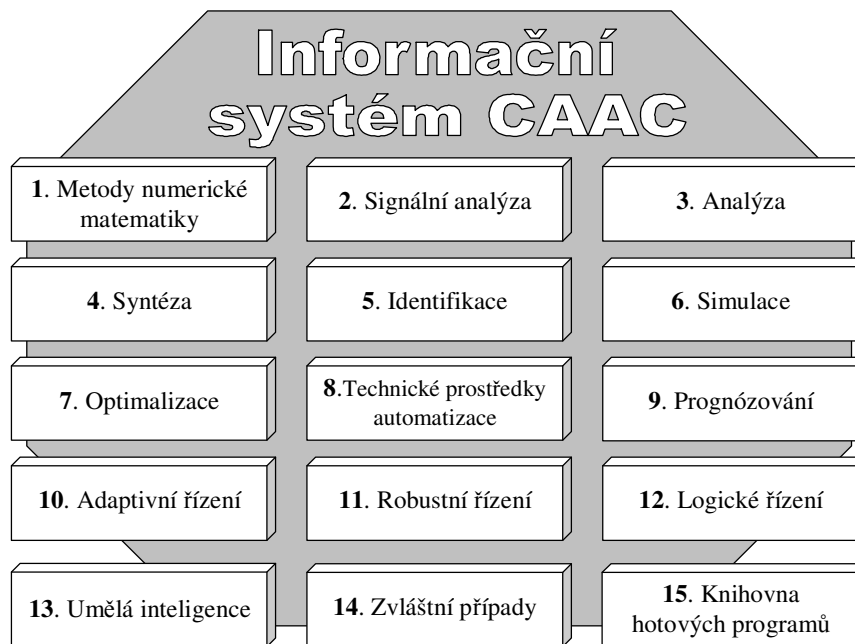 Informační
systém CAAC
1. Metody numerické
matematiky
2. Signální analýza
3. Analýza
4. Syntéza
5. Identifikace
6. Simulace
7. Optimalizace
8.Technické prostředky
automatizace
9. Prognózování
10. Adaptivní řízení
11. Robustní řízení
12. Logické řízení
13. Umělá inteligence
14. Zvláštní případy
15. Knihovna
hotových programů